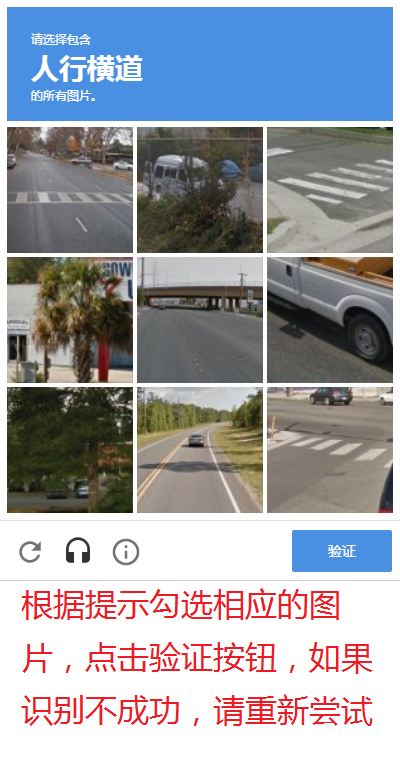 请选择包含
人行横道
的所有图片。
OW
U
验证
根据提示勾选相应的图
片，点击验证按钮，如果
识别不成功，请重新尝试